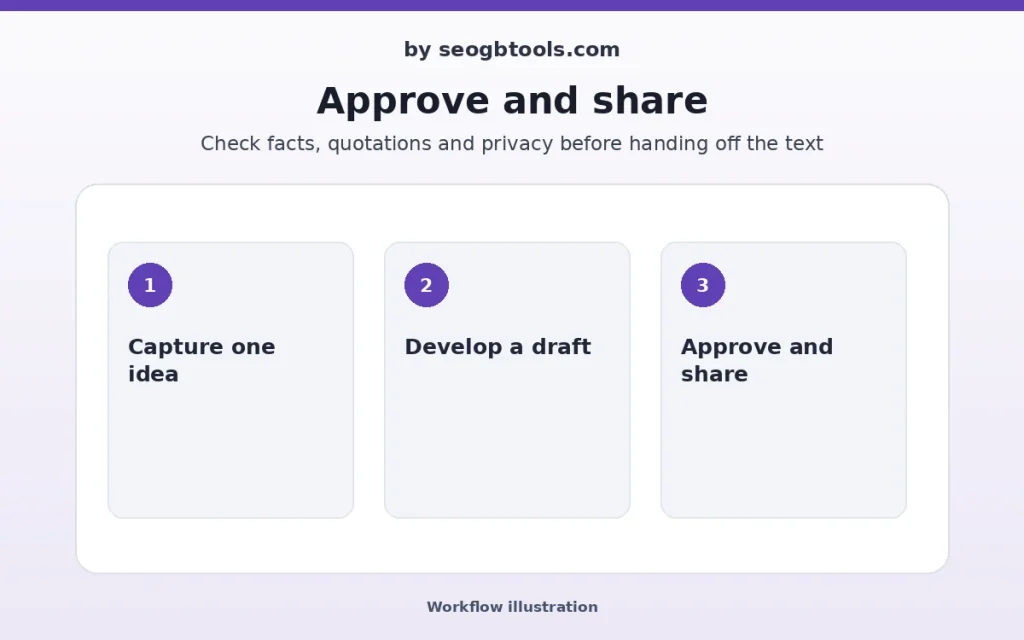 by seogbtools.com
Approve and share
Check facts, quotations and privacy before handing off the text
1
Capture one
idea
2
Develop a draft
3
Approve and
share
Workflow illustration